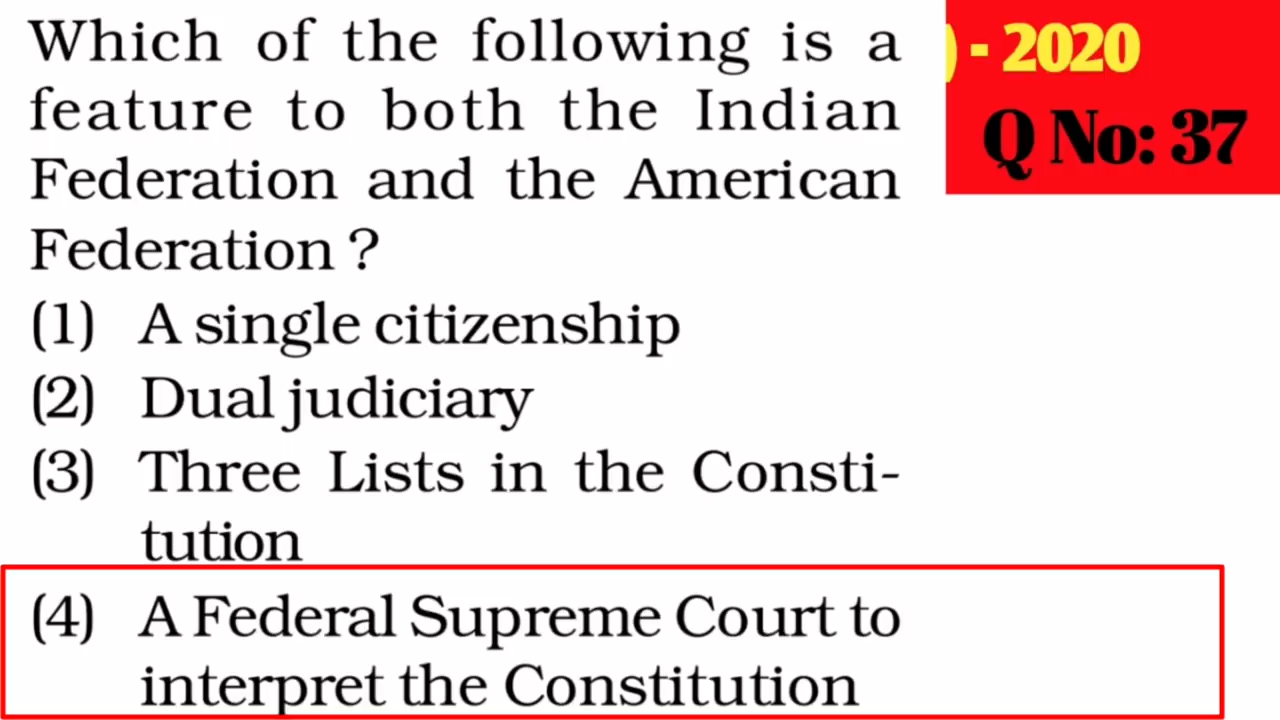 Which of the following is a
feature to both the Indian
Federation and the American
Federation ?
(1) A single citizenship
(2) Dual judiciary
(3) Three Lists in the Consti-
tution
(4) A Federal Supreme Court to
interpret the Constitution
) - 2020
Q No: 37